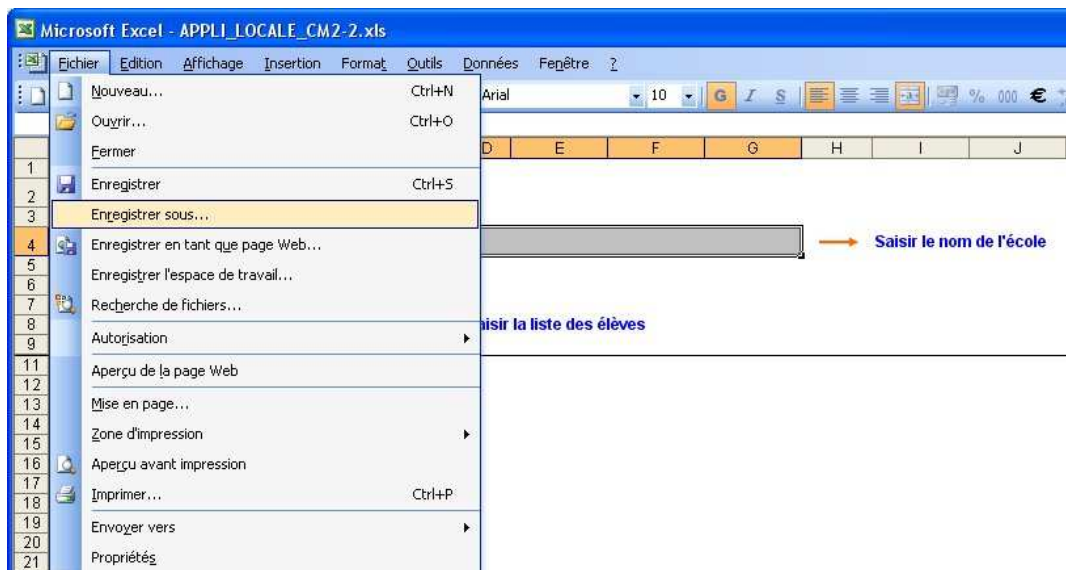 Microsoft Excel - APPLI_LOCALE_CM2-2.xls
Fichier Edition Affichage Insertion Format Outils Données Fenêtre ?
Arial 10 G I S % 000 €
Nouveau... Ctrl+N
Ouvrir... Ctrl+O
Fermer
Enregistrer Ctrl+S
Enregistrer sous...
Enregistrer en tant que page Web...
Enregistrer l'espace de travail...
Recherche de fichiers...
Autorisation
Aperçu de la page Web
Mise en page...
Zone d'impression
Aperçu avant impression
Imprimer... Ctrl+P
Envoyer vers
Propriétés
D E F G H I J
1
2
3
4 Saisir le nom de l'école
5
6
7
8 aisir la liste des élèves
9
11
12
13
14
15
16
17
18
19
20
21